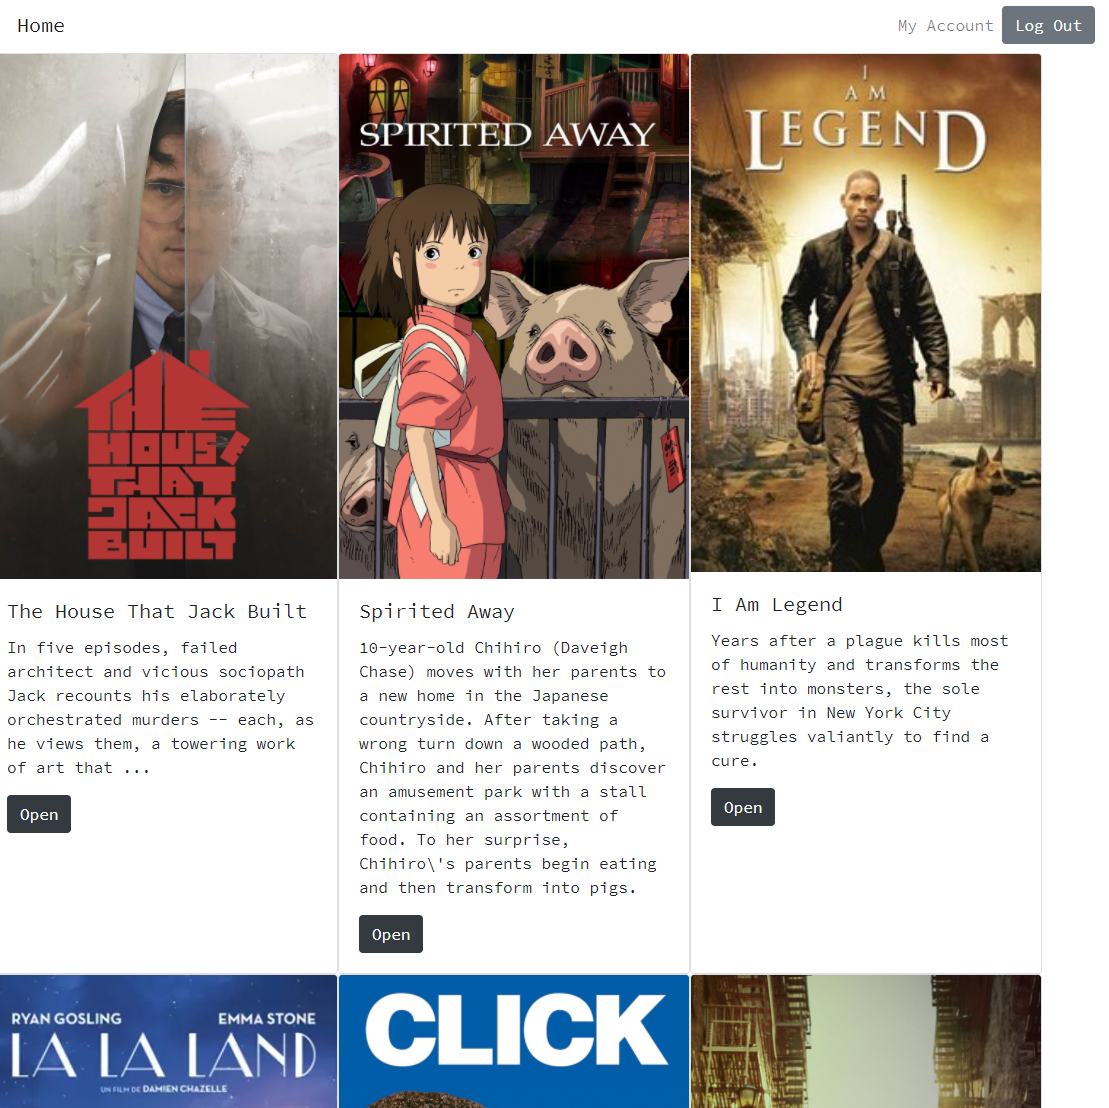 Home
My Account
Log Out
THE
HOUSE
THAT
JACK
BUILT
SPIRITED AWAY
I
AM
LEGEND
The House That Jack Built
In five episodes, failed
architect and vicious sociopath
Jack recounts his elaborately
orchestrated murders -- each, as
he views them, a towering work
of art that ...
Open
Spirited Away
10-year-old Chihiro (Daveigh
Chase) moves with her parents to
a new home in the Japanese
countryside. After taking a
wrong turn down a wooded path,
Chihiro and her parents discover
an amusement park with a stall
containing an assortment of
food. To her surprise,
Chihiro\'s parents begin eating
and then transform into pigs.
Open
I Am Legend
Years after a plague kills most
of humanity and transforms the
rest into monsters, the sole
survivor in New York City
struggles valiantly to find a
cure.
Open
RYAN GOSLING EMMA STONE
LA LA LAND
UN FILM DE DAMIEN CHAZELLE
CLICK